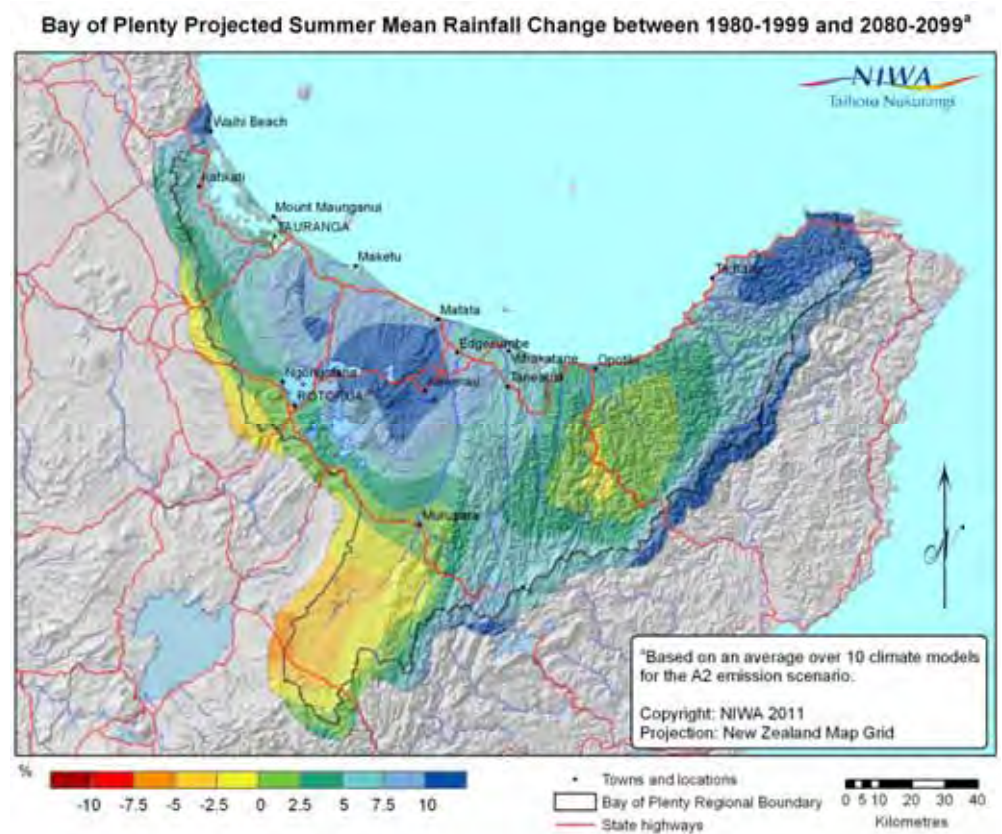 Bay of Plenty Projected Summer Mean Rainfall Change between 1980-1999 and 2080-2099ᵃ
NIWA
Taihoro Nukurangi
Waihi Beach
Katikati
Mount Maunganui
TAURANGA
Maketu
Te Kaha
Matata
Edgecumbe
Whakatane
Opotiki
Taneatua
Ngongotaha
Kawerau
ROTORUA
Murupara
N
ᵃBased on an average over 10 climate models
for the A2 emission scenario.
Copyright: NIWA 2011
Projection: New Zealand Map Grid
%
-10 -7.5 -5 -2.5 0 2.5 5 7.5 10
Towns and locations
Bay of Plenty Regional Boundary
State highways
0 5 10 20 30 40
Kilometres